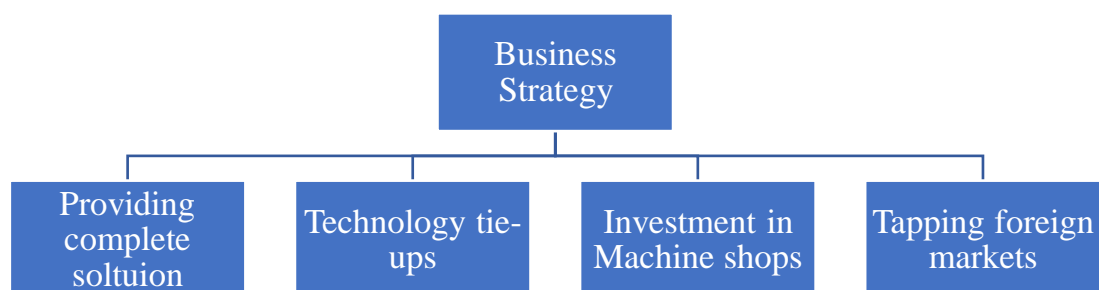 Business
Strategy
Providing
complete
soltuion
Technology tie-
ups
Investment in
Machine shops
Tapping foreign
markets